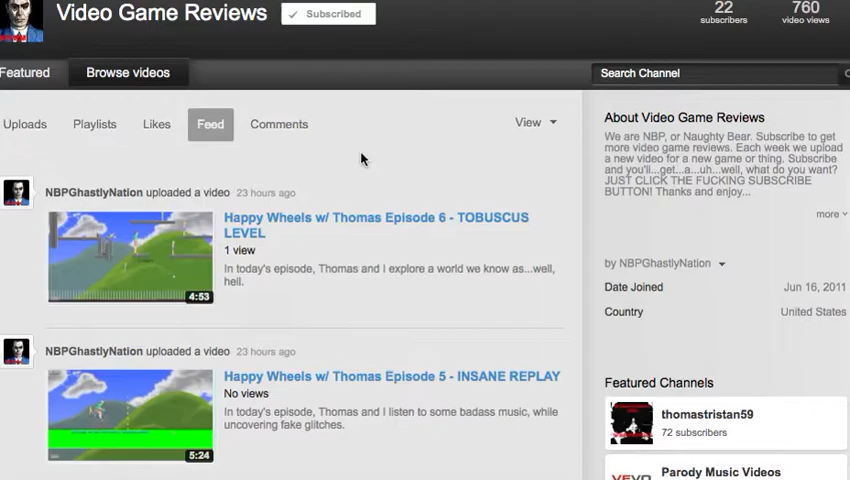 Video Game Reviews
Subscribed
22
subscribers
760
video views
Featured
Browse videos
Search Channel
Uploads
Playlists
Likes
Feed
Comments
View
NBPGhastlyNation uploaded a video 23 hours ago
Happy Wheels w/ Thomas Episode 6 - TOBUSCUS
LEVEL
1 view
In today's episode, Thomas and I explore a world we know as...well,
hell.
4:53
NBPGhastlyNation uploaded a video 23 hours ago
Happy Wheels w/ Thomas Episode 5 - INSANE REPLAY
No views
In today's episode, Thomas and I listen to some badass music, while
uncovering fake glitches.
5:24
About Video Game Reviews
We are NBP, or Naughty Bear. Subscribe to get
more video game reviews. Each week we upload
a new video for a new game or thing. Subscribe
and you'll...get...a...uh...well, what do you want?
JUST CLICK THE FUCKING SUBSCRIBE
BUTTON! Thanks and enjoy...
more
by NBPGhastlyNation
Date Joined
Jun 16, 2011
Country
United States
Featured Channels
thomastristan59
72 subscribers
VEVO
Parody Music Videos